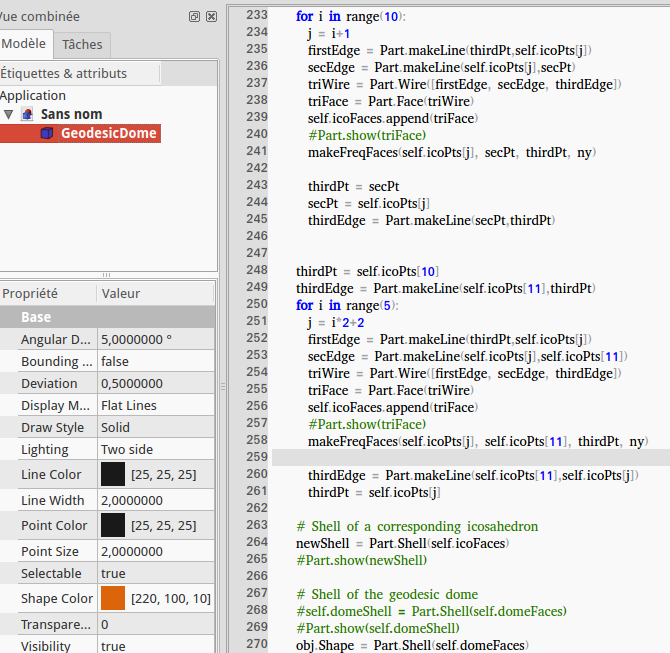 Vue combinée
Modèle
Tâches
Étiquettes & attributs
Application
Sans nom
GeodesicDome
Propriété
Valeur
Base
Angular D...
5,0000000 °
Bounding ...
false
Deviation
0,5000000
Display M...
Flat Lines
Draw Style
Solid
Lighting
Two side
Line Color
[25, 25, 25]
Line Width
2,0000000
Point Color
[25, 25, 25]
Point Size
2,0000000
Selectable
true
Shape Color
[220, 100, 10]
Transpare...
0
Visibility
true
233 for i in range(10):
234 j = i+1
235 firstEdge = Part.makeLine(thirdPt,self.icoPts[j])
236 secEdge = Part.makeLine(self.icoPts[j],secPt)
237 triWire = Part.Wire([firstEdge, secEdge, thirdEdge])
238 triFace = Part.Face(triWire)
239 self.icoFaces.append(triFace)
240 #Part.show(triFace)
241 makeFreqFaces(self.icoPts[j], secPt, thirdPt, ny)
242
243 thirdPt = secPt
244 secPt = self.icoPts[j]
245 thirdEdge = Part.makeLine(secPt,thirdPt)
246
247
248 thirdPt = self.icoPts[10]
249 thirdEdge = Part.makeLine(self.icoPts[11],thirdPt)
250 for i in range(5):
251 j = i*2+2
252 firstEdge = Part.makeLine(thirdPt,self.icoPts[j])
253 secEdge = Part.makeLine(self.icoPts[j],self.icoPts[11])
254 triWire = Part.Wire([firstEdge, secEdge, thirdEdge])
255 triFace = Part.Face(triWire)
256 self.icoFaces.append(triFace)
257 #Part.show(triFace)
258 makeFreqFaces(self.icoPts[j], self.icoPts[11], thirdPt, ny)
259
260 thirdEdge = Part.makeLine(self.icoPts[11],self.icoPts[j])
261 thirdPt = self.icoPts[j]
262
263 # Shell of a corresponding icosahedron
264 newShell = Part.Shell(self.icoFaces)
265 #Part.show(newShell)
266
267 # Shell of the geodesic dome
268 #self.domeShell = Part.Shell(self.domeFaces)
269 #Part.show(self.domeShell)
270 obj.Shape = Part.Shell(self.domeFaces)